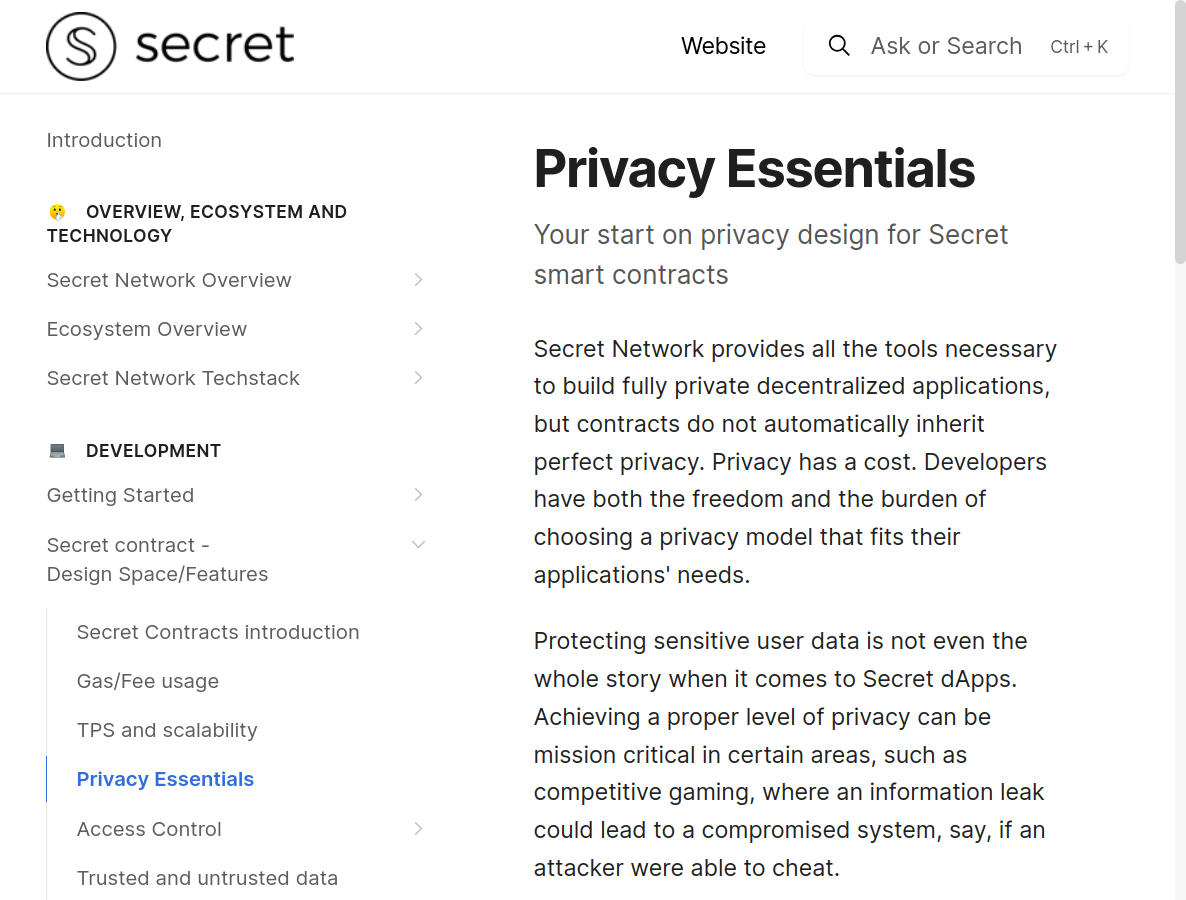 secret
Website
Ask or Search
Ctrl + K
Introduction
OVERVIEW, ECOSYSTEM AND
TECHNOLOGY
Secret Network Overview
Ecosystem Overview
Secret Network Techstack
DEVELOPMENT
Getting Started
Secret contract -
Design Space/Features
Secret Contracts introduction
Gas/Fee usage
TPS and scalability
Privacy Essentials
Access Control
Trusted and untrusted data
Privacy Essentials
Your start on privacy design for Secret
smart contracts
Secret Network provides all the tools necessary
to build fully private decentralized applications,
but contracts do not automatically inherit
perfect privacy. Privacy has a cost. Developers
have both the freedom and the burden of
choosing a privacy model that fits their
applications' needs.
Protecting sensitive user data is not even the
whole story when it comes to Secret dApps.
Achieving a proper level of privacy can be
mission critical in certain areas, such as
competitive gaming, where an information leak
could lead to a compromised system, say, if an
attacker were able to cheat.